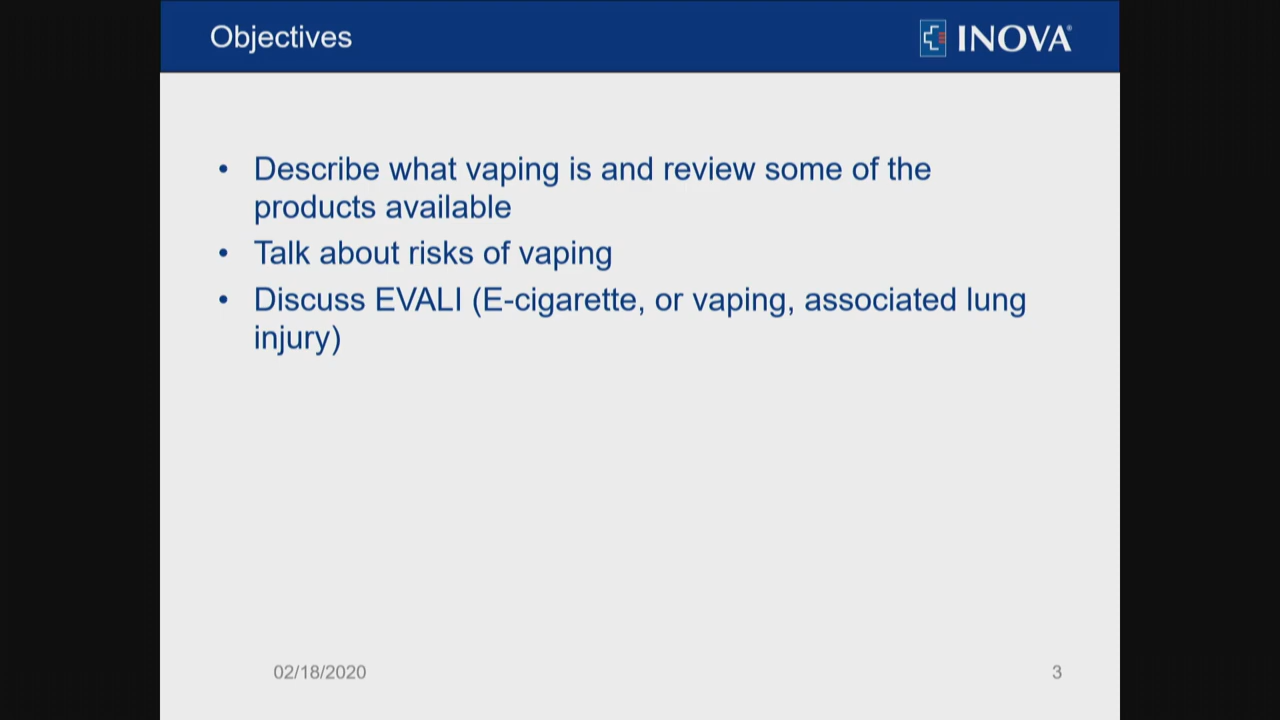 Objectives
INOVA®
• Describe what vaping is and review some of the
products available
• Talk about risks of vaping
• Discuss EVALI (E-cigarette, or vaping, associated lung
injury)
02/18/2020
3